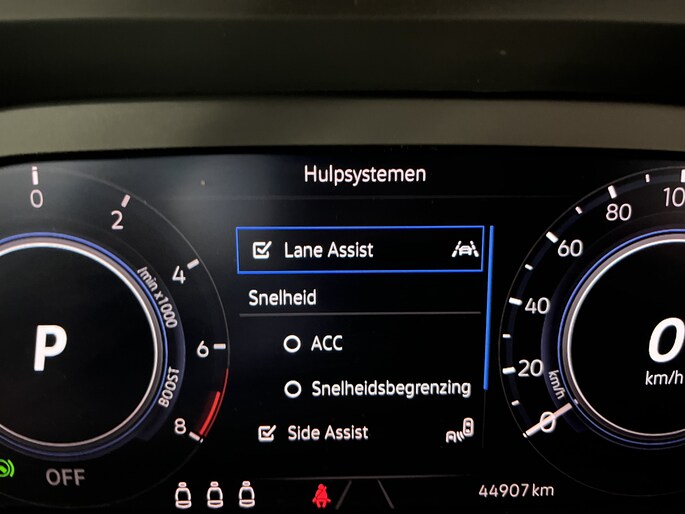 Hulpsystemen
0
2
4
6
8
/min x1000
BOOST
P
OFF
Lane Assist
Snelheid
ACC
Snelheidsbegrenzing
Side Assist
80
60
40
20
0
km/h
0
km/h
44907 km